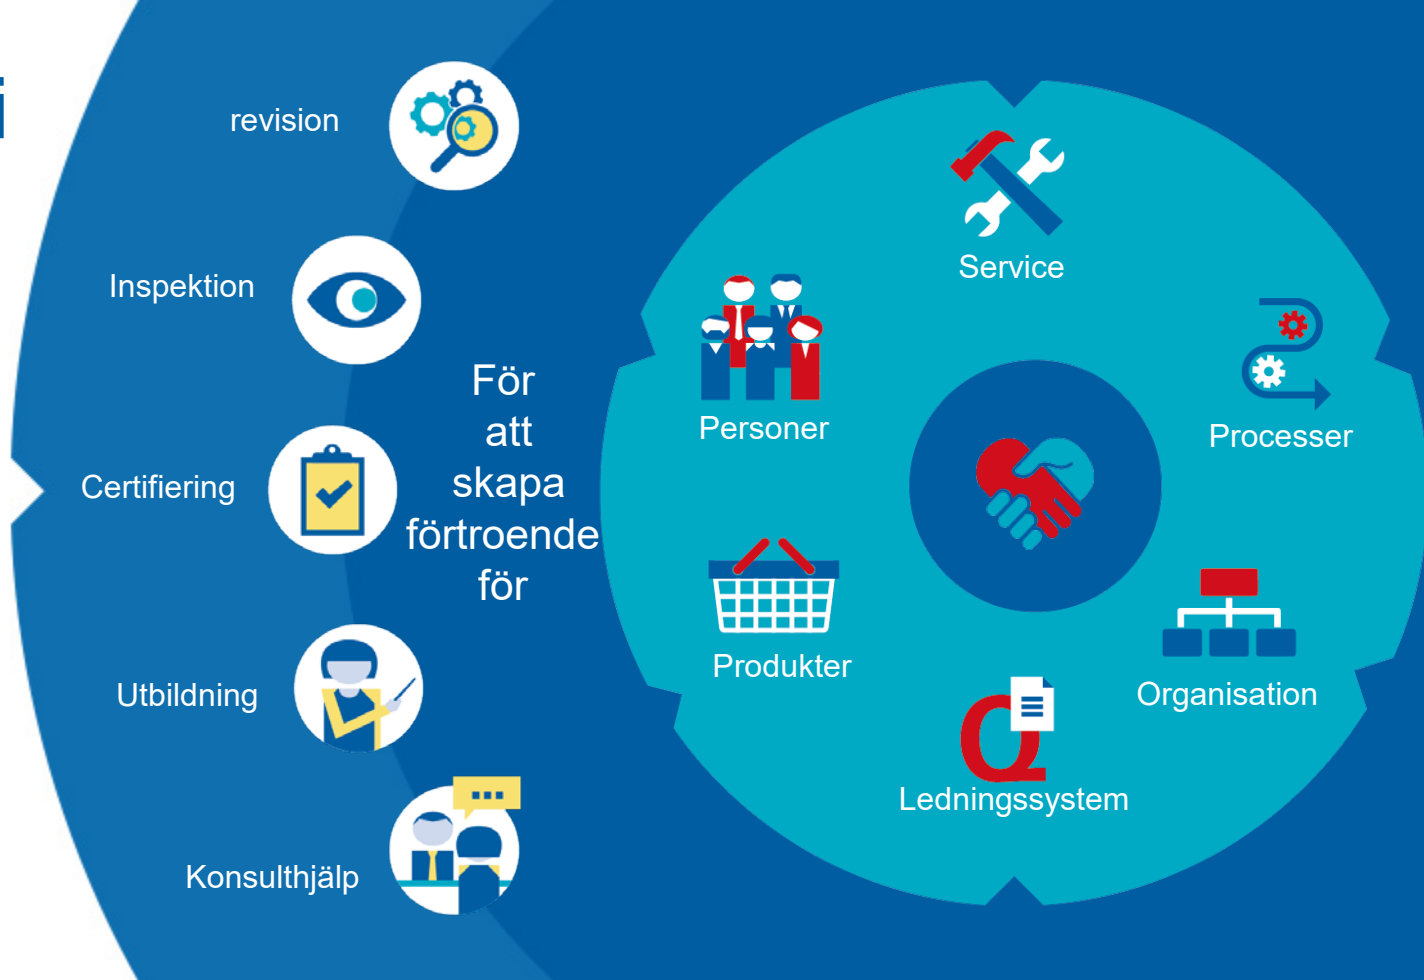 i
revision
Inspektion
Certifiering
Utbildning
Konsulthjälp
För
att
skapa
förtroende
för
Service
Personer
Processer
Produkter
Organisation
Q
Ledningssystem